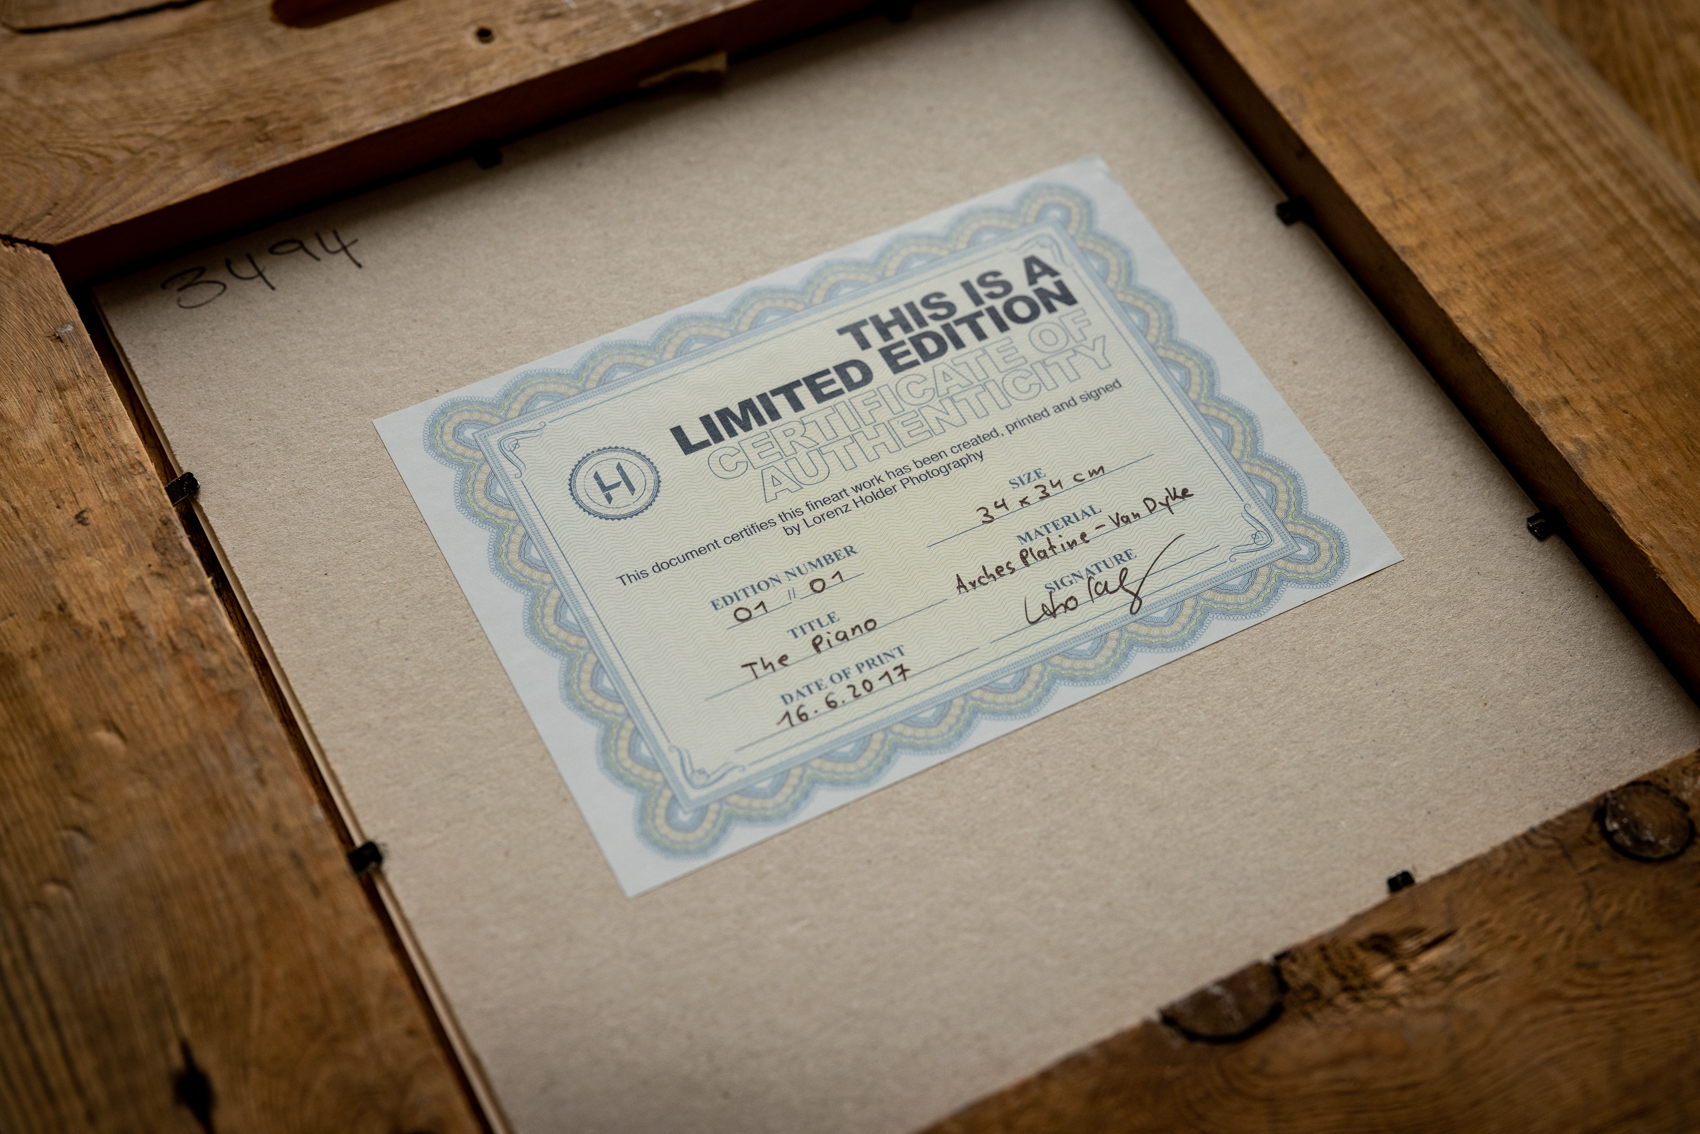 3494
THIS IS A
LIMITED EDITION
CERTIFICATE OF
AUTHENTICITY
This document certifies this fineart work has been created, printed and signed
by Lorenz Holder Photography
EDITION NUMBER
01 // 01
TITLE
The Piano
DATE OF PRINT
16.6.2017
SIZE
34 x 34 cm
MATERIAL
Arches Platine - Van Dyke
SIGNATURE
H